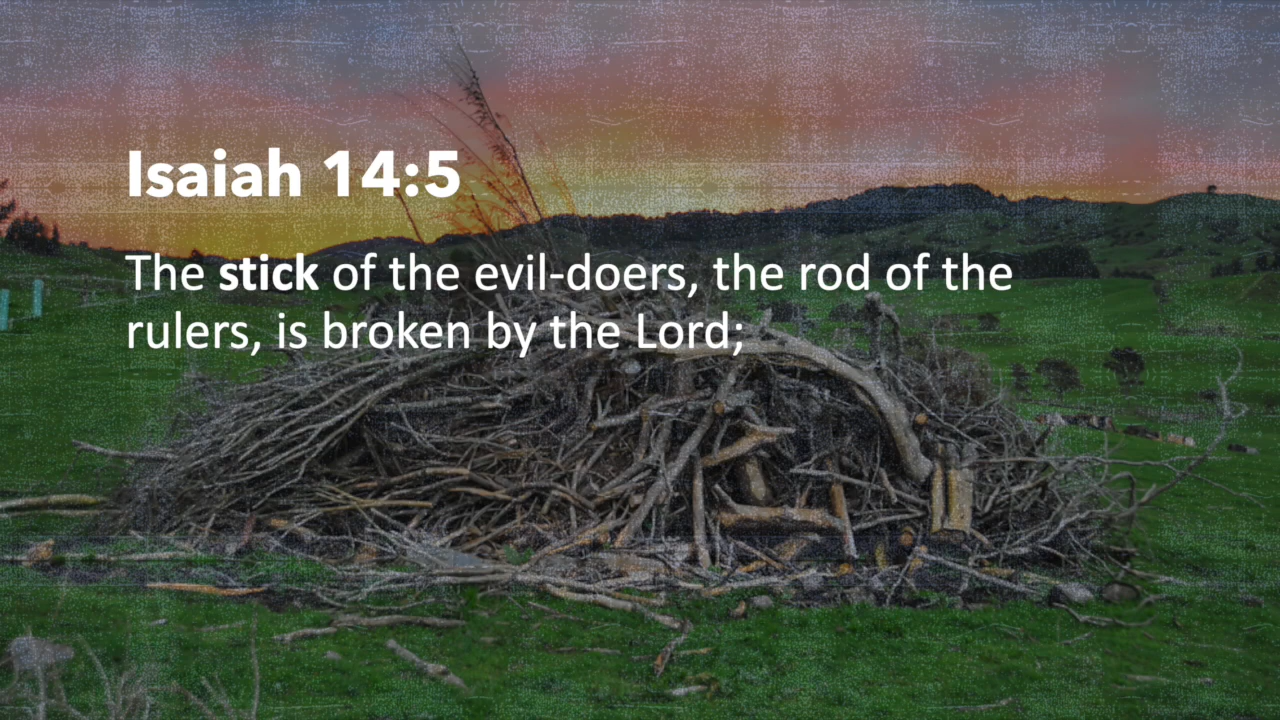 Isaiah 14:5
The stick of the evil-doers, the rod of the
rulers, is broken by the Lord;